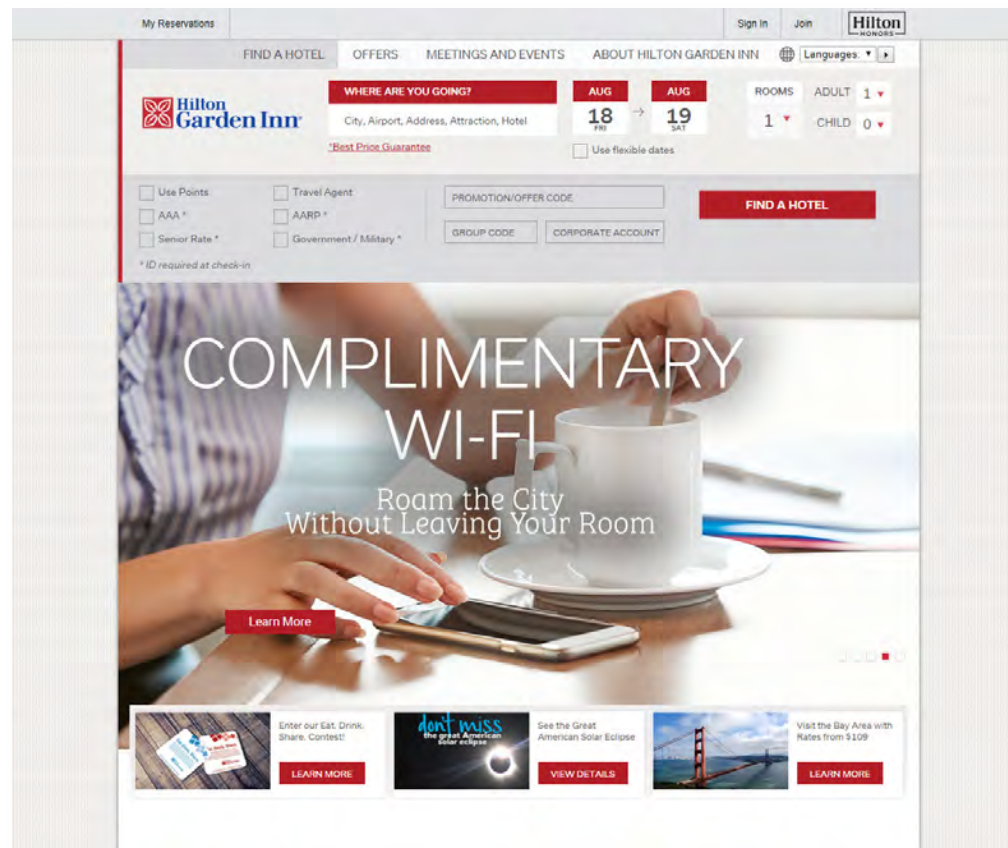 My Reservations
Sign In
Join
Hilton
HONORS
FIND A HOTEL
OFFERS
MEETINGS AND EVENTS
ABOUT HILTON GARDEN INN
Languages
Hilton
Garden Inn
WHERE ARE YOU GOING?
City, Airport, Address, Attraction, Hotel
*Best Price Guarantee
AUG
18
FRI
AUG
19
SAT
Use flexible dates
ROOMS
1
ADULT 1
CHILD 0
Use Points
AAA *
Senior Rate *
Travel Agent
AARP *
Government / Military *
* ID required at check-in
PROMOTION/OFFER CODE
GROUP CODE
CORPORATE ACCOUNT
FIND A HOTEL
COMPLIMENTARY
WI-FI
Roam the City
Without Leaving Your Room
Learn More
Enter our Eat. Drink.
Share. Contest!
LEARN MORE
don't miss
the great American
solar eclipse
See the Great
American Solar Eclipse
VIEW DETAILS
Visit the Bay Area with
Rates from $109
LEARN MORE